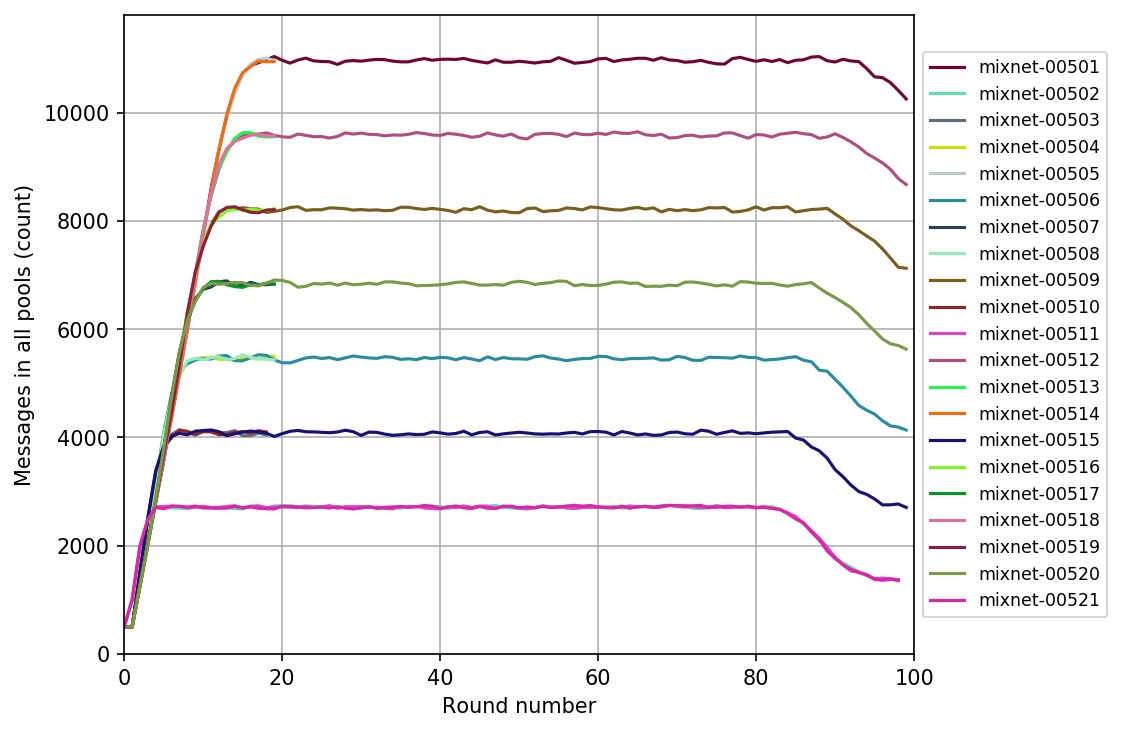 Messages in all pools (count)
10000
8000
6000
4000
2000
0
0 20 40 60 80 100
Round number
mixnet-00501
mixnet-00502
mixnet-00503
mixnet-00504
mixnet-00505
mixnet-00506
mixnet-00507
mixnet-00508
mixnet-00509
mixnet-00510
mixnet-00511
mixnet-00512
mixnet-00513
mixnet-00514
mixnet-00515
mixnet-00516
mixnet-00517
mixnet-00518
mixnet-00519
mixnet-00520
mixnet-00521